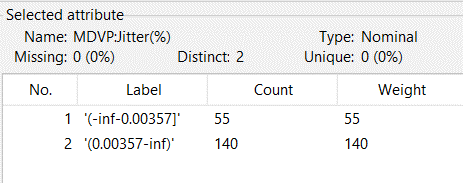 Selected attribute
Name: MDVP:Jitter(%) Type: Nominal
Missing: 0 (0%) Distinct: 2 Unique: 0 (0%)
No. Label Count Weight
1 '(-inf-0.00357]' 55 55
2 '(0.00357-inf)' 140 140